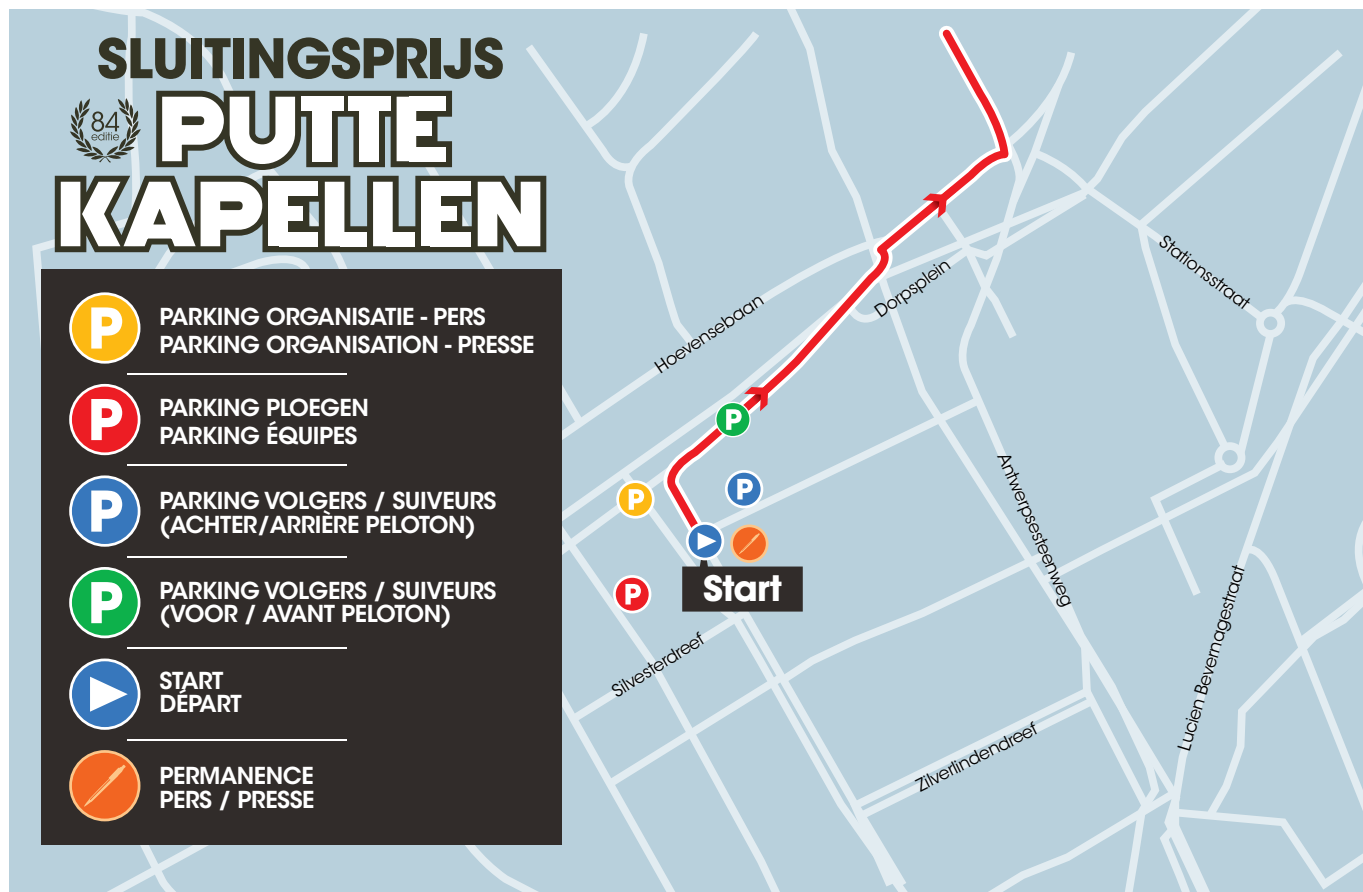 SLUITINGSPRIJS
84
editie
PUTTE
KAPELLEN
P
PARKING ORGANISATIE - PERS
PARKING ORGANISATION - PRESSE
P
PARKING PLOEGEN
PARKING ÉQUIPES
P
PARKING VOLGERS / SUIVEURS
(ACHTER/ARRIÈRE PELOTON)
P
PARKING VOLGERS / SUIVEURS
(VOOR / AVANT PELOTON)
START
DÉPART
PERMANENCE
PERS / PRESSE
Stationsstraat
Dorpsplein
Hoevensebaan
P
P
P
Antwerpsesteenweg
P
Start
Silvesterdreef
Lucien Bevernagestraat
Zilverlindendreef